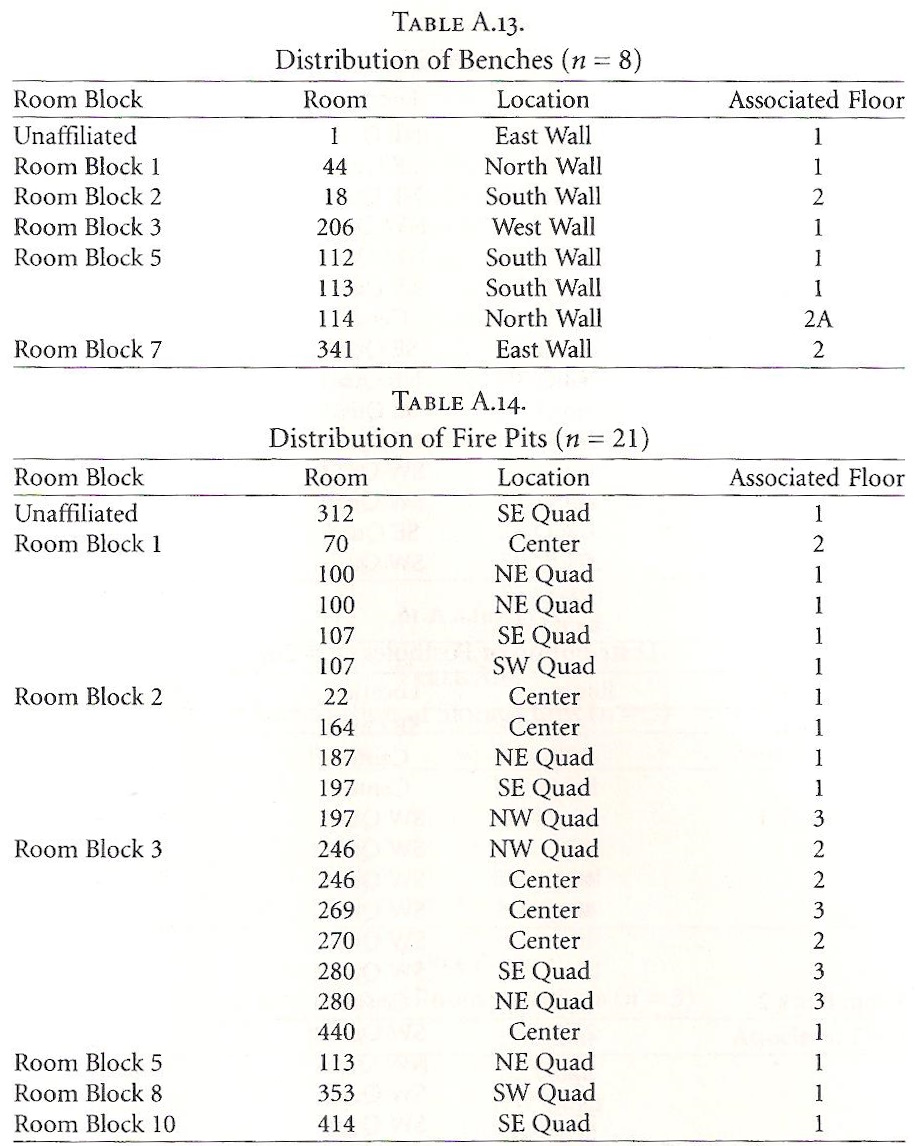 TABLE A.13.
Distribution of Benches (n = 8)
Room Block Room Location Associated Floor
Unaffiliated 1 East Wall 1
Room Block 1 44 North Wall 1
Room Block 2 18 South Wall 2
Room Block 3 206 West Wall 1
Room Block 5 112 South Wall 1
113 South Wall 1
114 North Wall 2A
Room Block 7 341 East Wall 2
TABLE A.14.
Distribution of Fire Pits (n = 21)
Room Block Room Location Associated Floor
Unaffiliated 312 SE Quad 1
Room Block 1 70 Center 2
100 NE Quad 1
100 NE Quad 1
107 SE Quad 1
107 SW Quad 1
Room Block 2 22 Center 1
164 Center 1
187 NE Quad 1
197 SE Quad 1
197 NW Quad 3
Room Block 3 246 NW Quad 2
246 Center 2
269 Center 3
270 Center 2
280 SE Quad 3
280 NE Quad 3
440 Center 1
Room Block 5 113 NE Quad 1
Room Block 8 353 SW Quad 1
Room Block 10 414 SE Quad 1